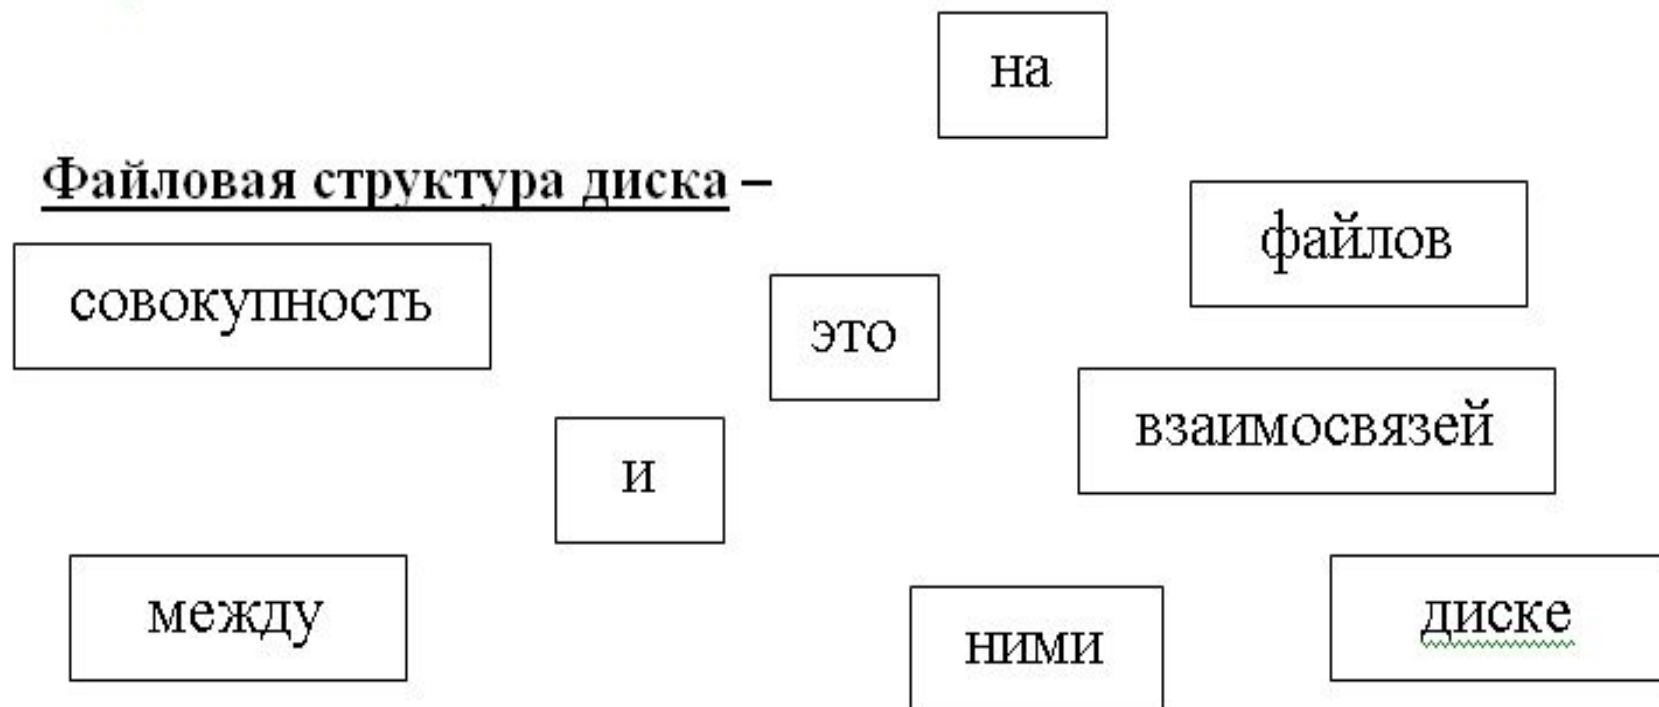 на
Файловая структура диска –
файлов
совокупность
это
взаимосвязей
и
между
ними
диске